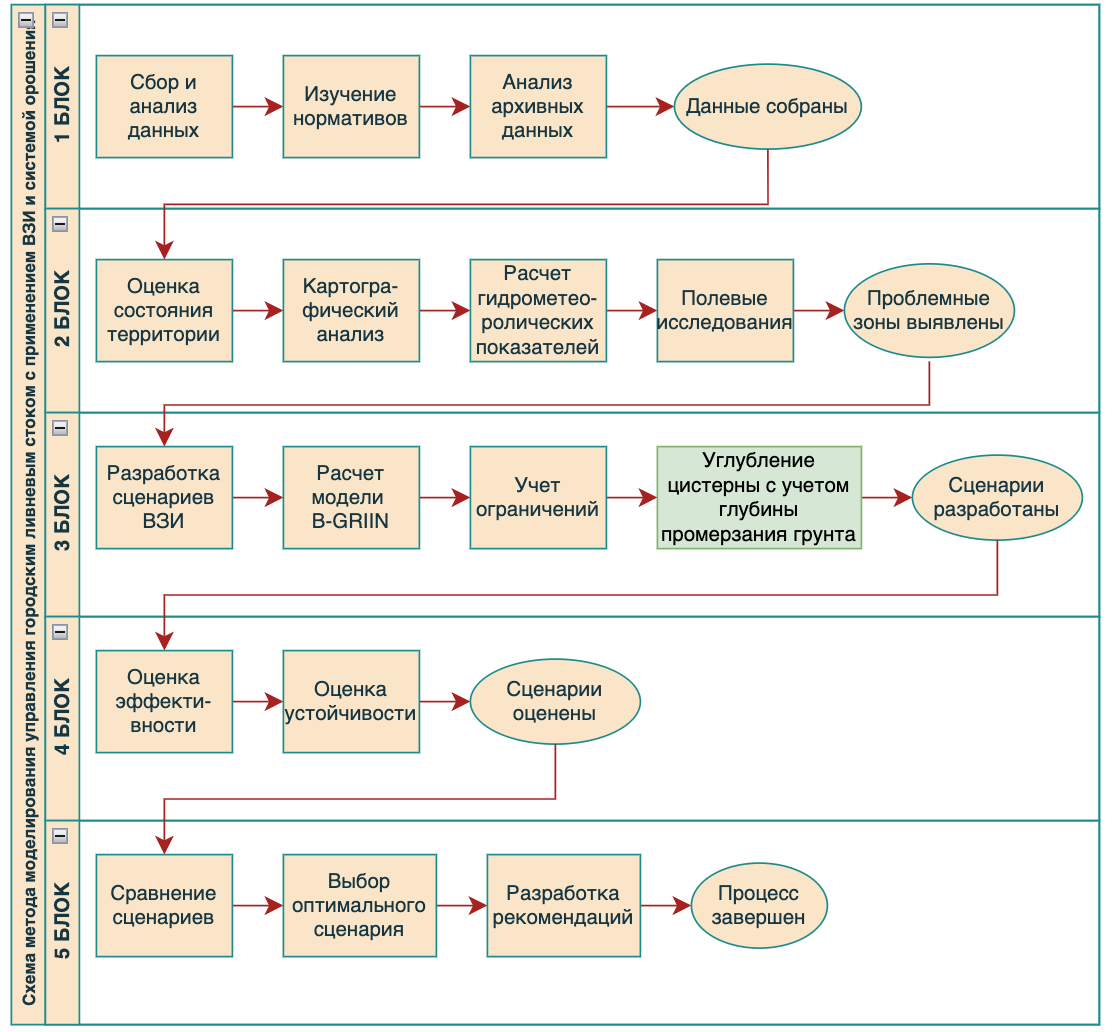 Схема метода моделирования управления городским ливневым стоком с применением ВЗИ и системой орошения
1 БЛОК
Сбор и
анализ
данных
Изучение
нормативов
Анализ
архивных
данных
Данные собраны
2 БЛОК
Оценка
состояния
территории
Картогра-
фический
анализ
Расчет
гидрометео-
ролических
показателей
Полевые
исследования
Проблемные
зоны выявлены
3 БЛОК
Разработка
сценариев
ВЗИ
Расчет
модели
B-GRIIN
Учет
ограничений
Углубление
цистерны с учетом
глубины
промерзания грунта
Сценарии
разработаны
4 БЛОК
Оценка
эффекти-
вности
Оценка
устойчивости
Сценарии
оценены
5 БЛОК
Сравнение
сценариев
Выбор
оптимального
сценария
Разработка
рекомендаций
Процесс
завершен